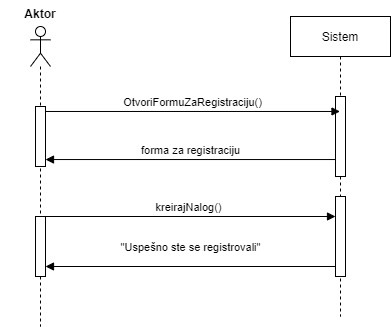 Aktor
Sistem
OtvoriFormuZaRegistraciju()
forma za registraciju
kreirajNalog()
"Uspešno ste se registrovali"